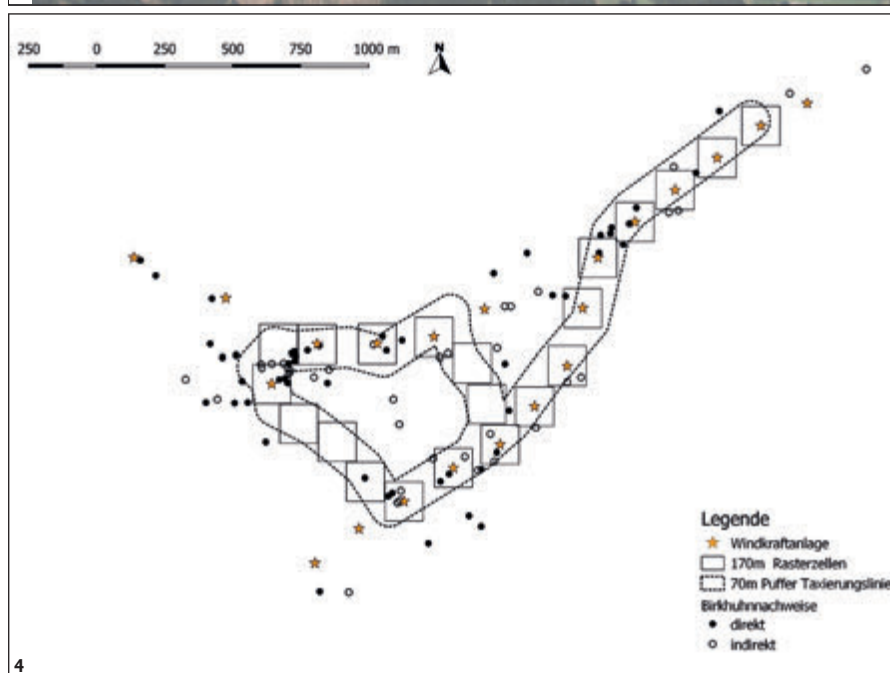 250 0 250 500 750 1000 m
N
Legende
Windkraftanlage
170m Rasterzellen
70m Puffer Taxierungslinie
Birkhuhnnachweise
direkt
indirekt
4